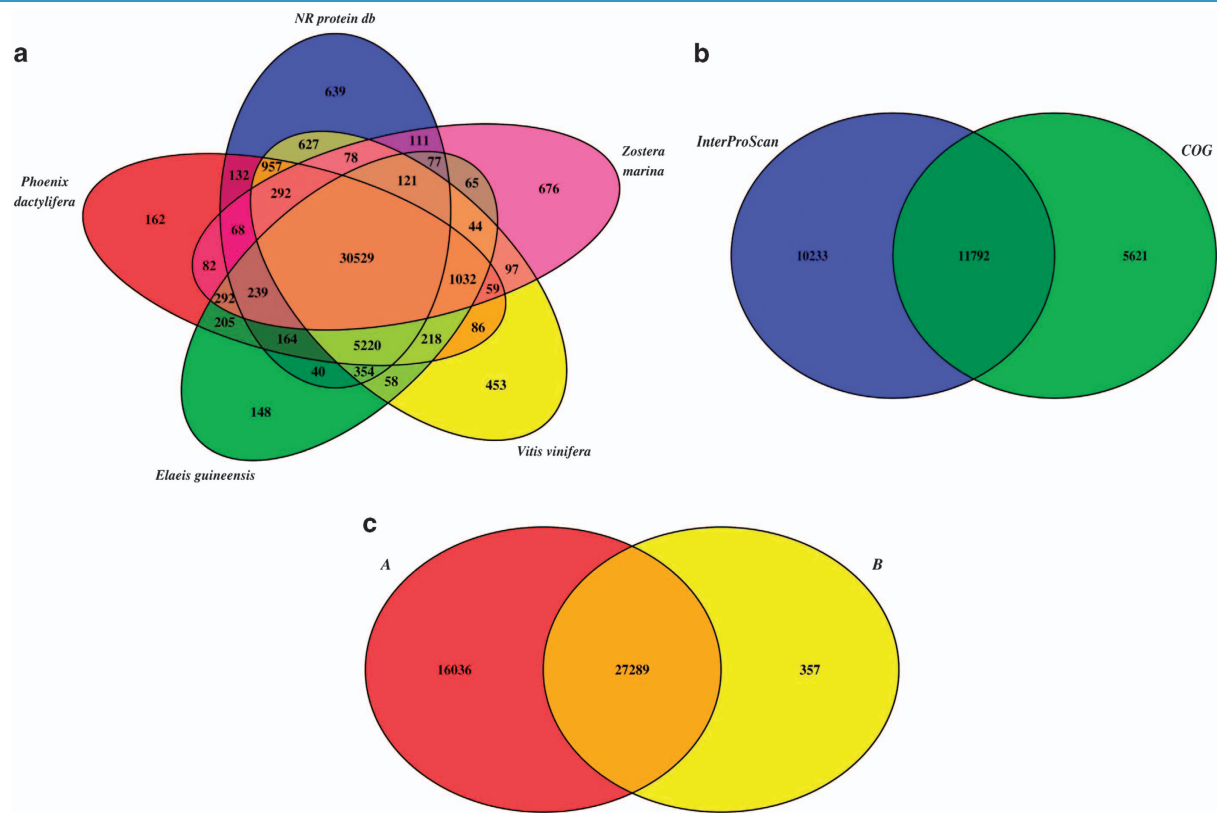 a
NR protein db
639
Phoenix
dactylifera
Zostera
marina
627
111
78
77
957
132
292
121
65
676
162
68
44
82
30529
97
1032
59
292
239
205
164
5220
218
86
40
354
58
453
148
Vitis vinifera
Elaeis guineensis
b
InterProScan
COG
10233
11792
5621
c
A
B
16036
27289
357